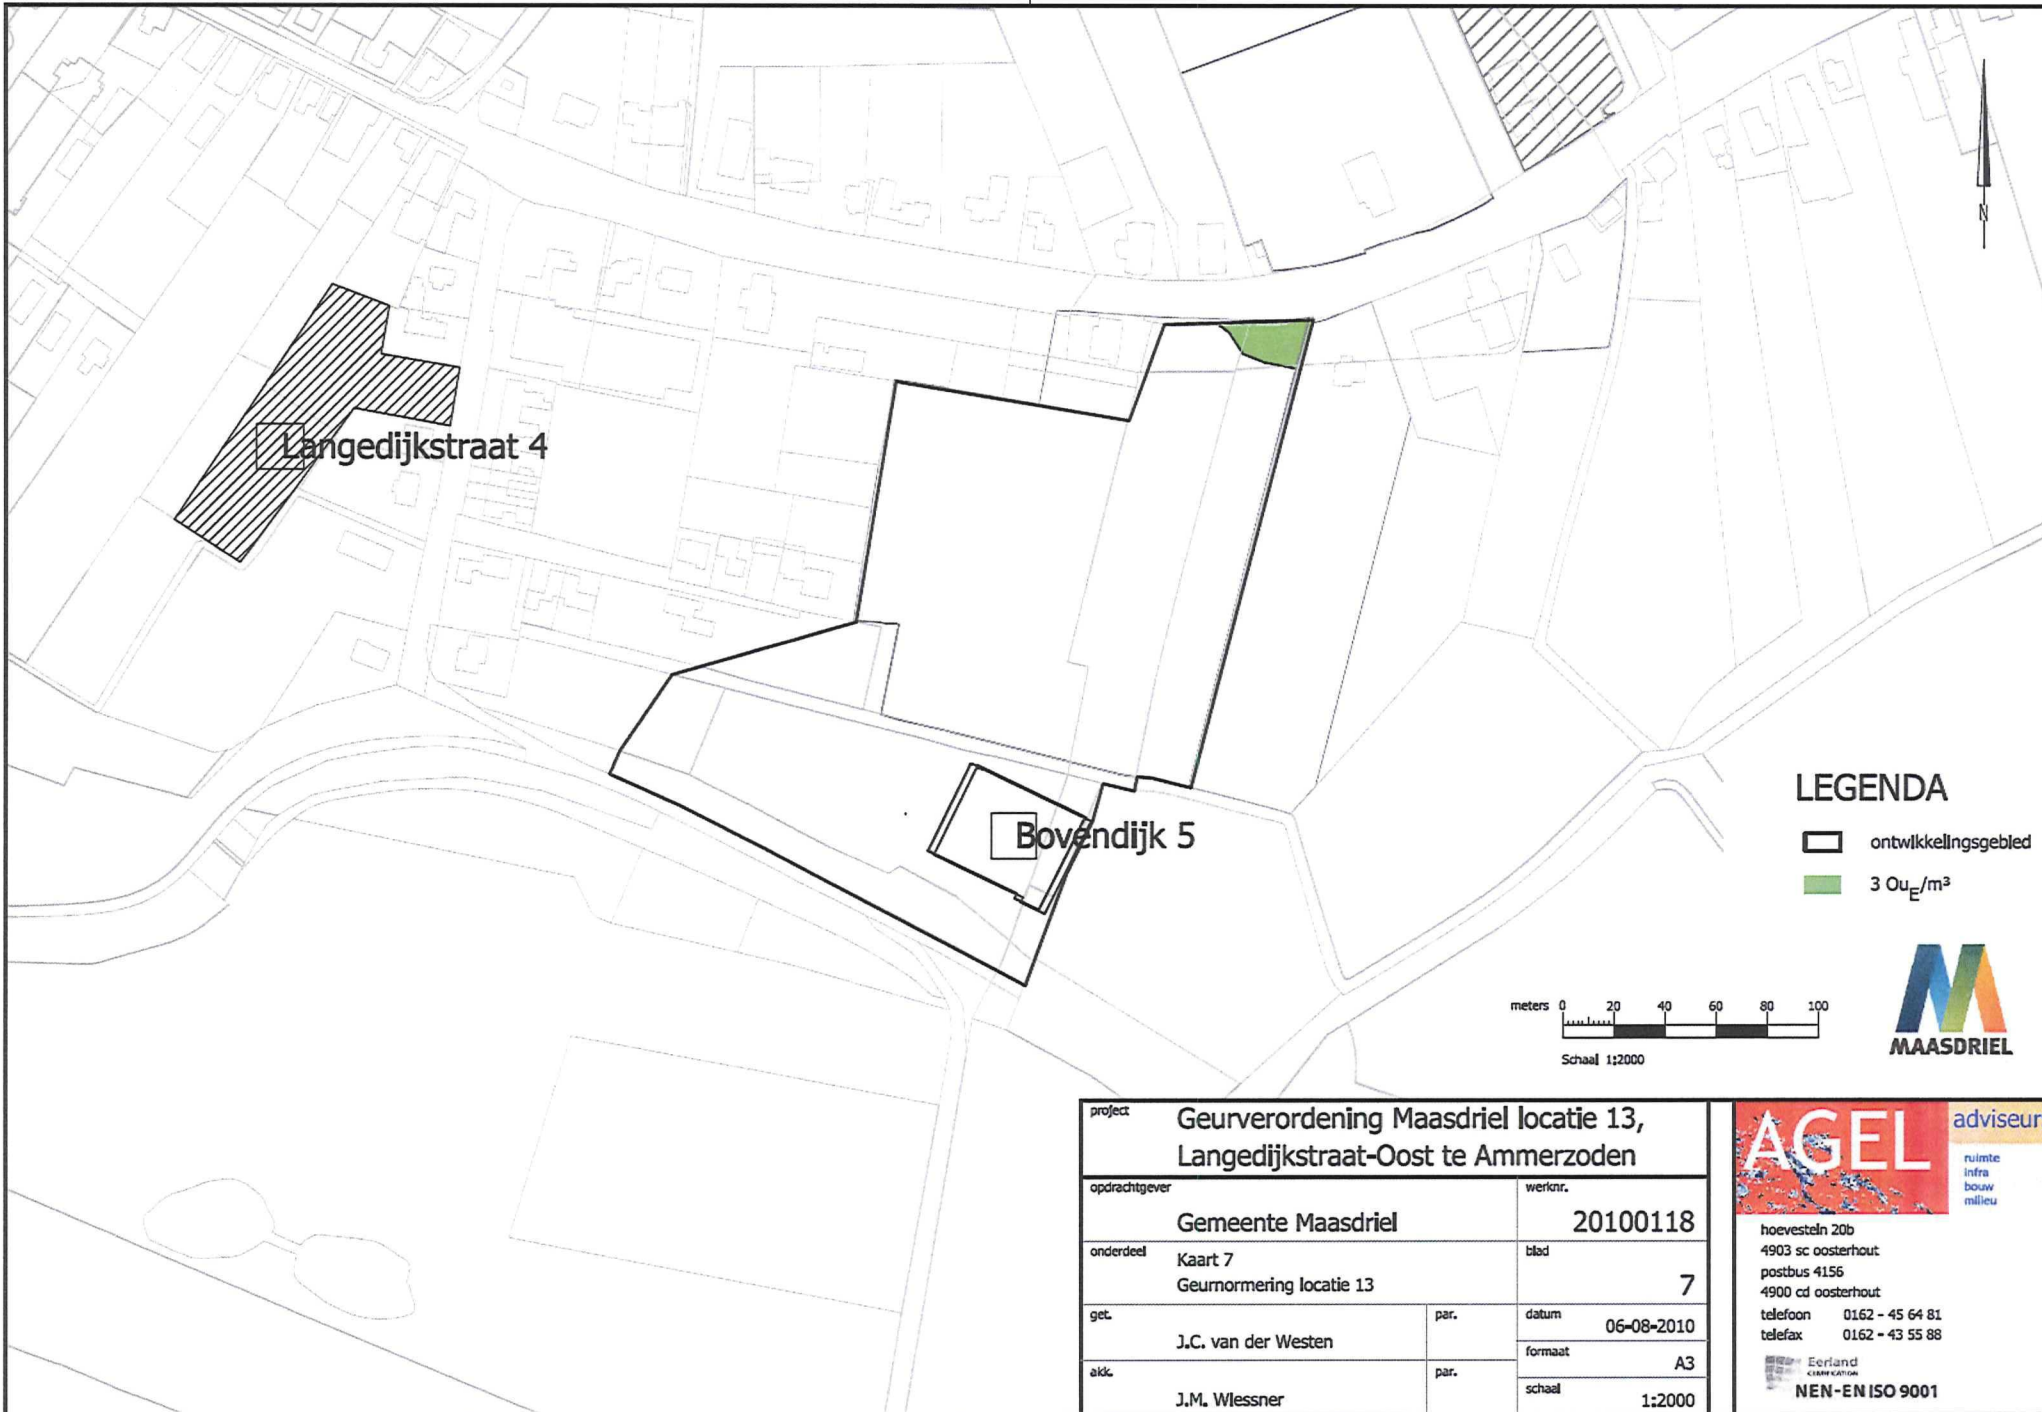 N
Langedijkstraat 4
Bovendijk 5
LEGENDA
ontwikkelingsgebied
3 OuE/m³
meters 0 20 40 60 80 100
Schaal 1:2000
MAASDRIEL
project Geurverordening Maasdriel locatie 13,
Langedijkstraat-Oost te Ammerzoden
opdrachtgever
Gemeente Maasdriel
werknr.
20100118
onderdeel Kaart 7
Geurnormering locatie 13
blad
7
get. J.C. van der Westen
par.
datum 06-08-2010
formaat A3
akk. J.M. Wiessner
par.
schaal 1:2000
AGEL adviseur
ruimte
infra
bouw
milieu
hoevestein 20b
4903 sc oosterhout
postbus 4156
4900 cd oosterhout
telefoon 0162 - 45 64 81
telefax 0162 - 43 55 88
Eerland
CERTIFICATION
NEN-EN ISO 9001